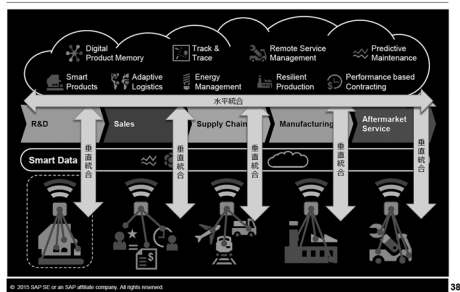 Digital
Product Memory
Track &
Trace
Remote Service
Management
Predictive
Maintenance
Smart
Products
Adaptive
Logistics
Energy
Management
Resilient
Production
Performance based
Contracting
水平統合
R&D
Sales
Supply Chain
Manufacturing
Aftermarket
Service
垂直統合
垂直統合
垂直統合
垂直統合
垂直統合
Smart Data
$
© 2015 SAP SE or an SAP affiliate company. All rights reserved.
38